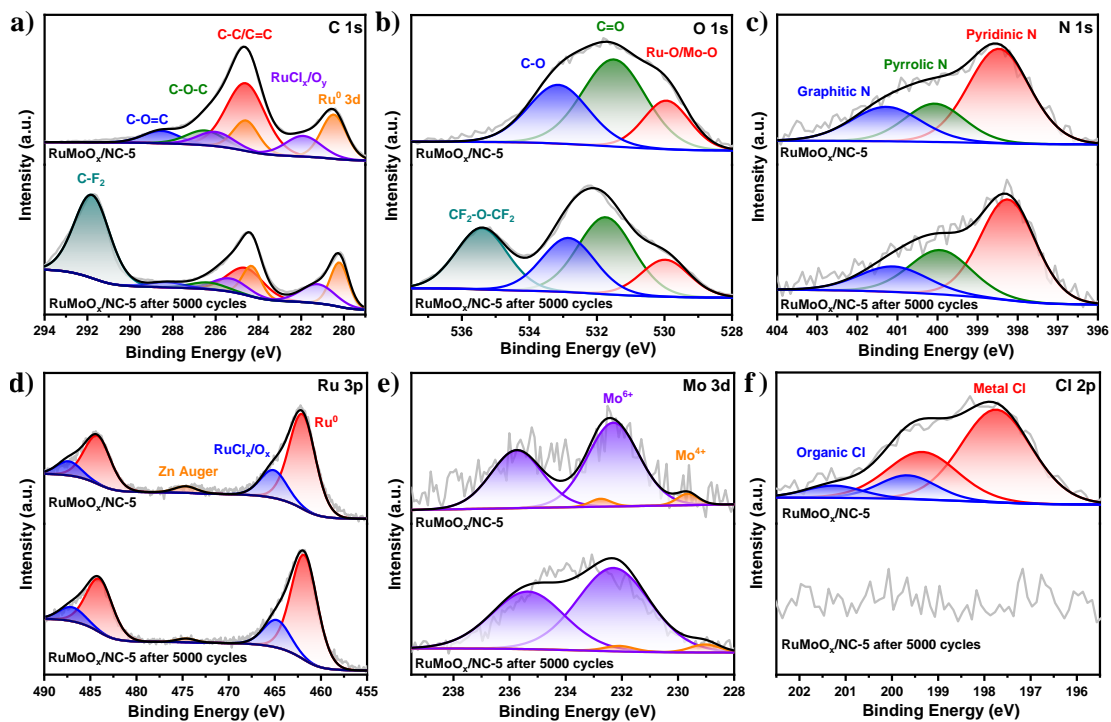 a)
C 1s
C-C/C=C
C-O-C
RuClx/Oy
C-O=C
Ru⁰ 3d
RuMoOx/NC-5
C-F2
RuMoOx/NC-5 after 5000 cycles
Intensity (a.u.)
294 292 290 288 286 284 282 280
Binding Energy (eV)
b)
O 1s
C=O
C-O
Ru-O/Mo-O
RuMoOx/NC-5
CF2-O-CF2
RuMoOx/NC-5 after 5000 cycles
Intensity (a.u.)
536 534 532 530 528
Binding Energy (eV)
c)
N 1s
Pyridinic N
Pyrrolic N
Graphitic N
RuMoOx/NC-5
RuMoOx/NC-5 after 5000 cycles
Intensity (a.u.)
404 403 402 401 400 399 398 397 396
Binding Energy (eV)
d)
Ru 3p
Ru⁰
RuClx/Ox
Zn Auger
RuMoOx/NC-5
RuMoOx/NC-5 after 5000 cycles
Intensity (a.u.)
490 485 480 475 470 465 460 455
Binding Energy (eV)
e)
Mo 3d
Mo⁶⁺
Mo⁴⁺
RuMoOx/NC-5
RuMoOx/NC-5 after 5000 cycles
Intensity (a.u.)
238 236 234 232 230 228
Binding Energy (eV)
f)
Cl 2p
Metal Cl
Organic Cl
RuMoOx/NC-5
RuMoOx/NC-5 after 5000 cycles
Intensity (a.u.)
202 201 200 199 198 197 196
Binding Energy (eV)